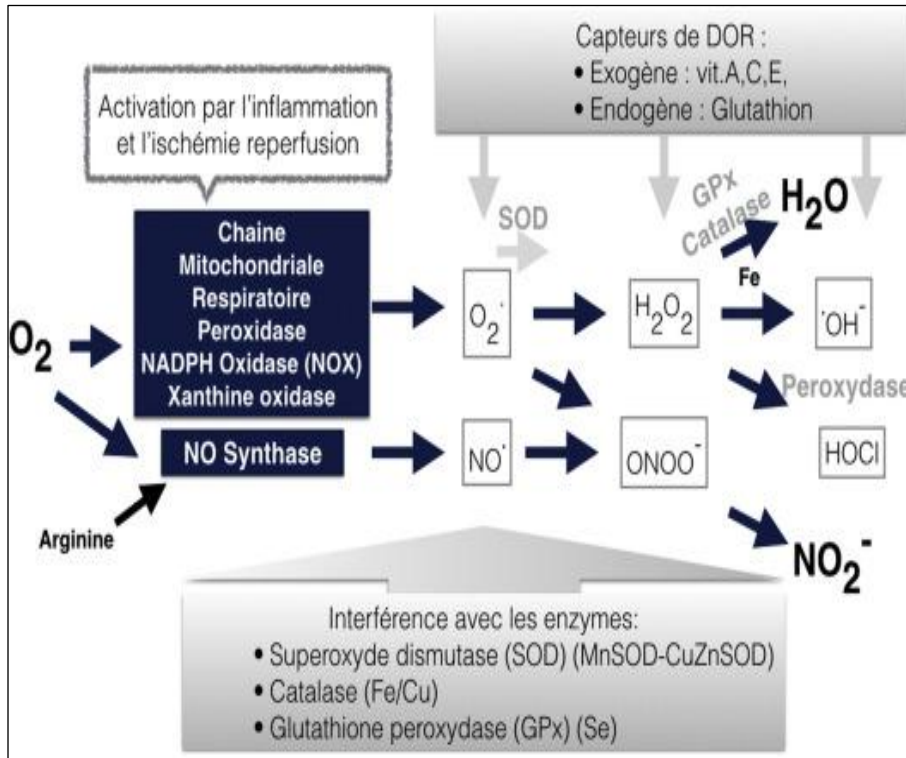 Capteurs de DOR :
• Exogène : vit.A,C,E,
• Endogène : Glutathion
Activation par l'inflammation
et l'ischémie reperfusion
Chaine
Mitochondriale
Respiratoire
Peroxidase
NADPH Oxidase (NOX)
Xanthine oxidase
O₂
NO Synthase
Arginine
SOD
O₂˙
NO˙
H₂O₂
ONOO⁻
GPx
Catalase
H₂O
Fe
˙OH⁻
Peroxydase
HOCl
NO₂⁻
Interférence avec les enzymes:
• Superoxyde dismutase (SOD) (MnSOD-CuZnSOD)
• Catalase (Fe/Cu)
• Glutathione peroxydase (GPx) (Se)